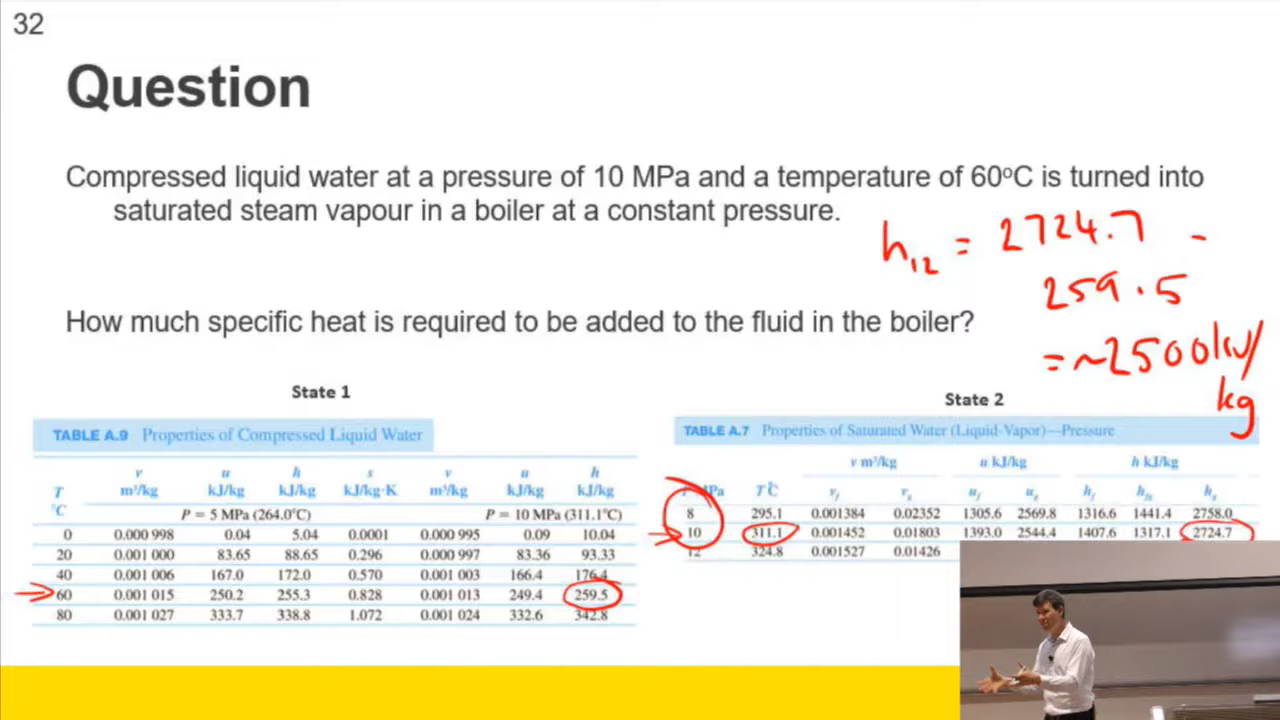 32
Question
Compressed liquid water at a pressure of 10 MPa and a temperature of 60ºC is turned into
saturated steam vapour in a boiler at a constant pressure.
h₁₂ = 2724.7 -
259.5
= ~2500kJ/
kg
How much specific heat is required to be added to the fluid in the boiler?
State 1
TABLE A.9 Properties of Compressed Liquid Water
v u h s v u h
T m³/kg kJ/kg kJ/kg kJ/kg·K m³/kg kJ/kg kJ/kg
°C P = 5 MPa (264.0°C) P = 10 MPa (311.1°C)
0 0.000 998 0.04 5.04 0.0001 0.000 995 0.09 10.04
20 0.001 000 83.65 88.65 0.296 0.000 997 83.36 93.33
40 0.001 006 167.0 172.0 0.570 0.001 003 166.4 176.4
60 0.001 015 250.2 255.3 0.828 0.001 013 249.4 259.5
80 0.001 027 333.7 338.8 1.072 0.001 024 332.6 342.8
State 2
TABLE A.7 Properties of Saturated Water (Liquid-Vapor)—Pressure
v m³/kg u kJ/kg h kJ/kg
MPa T °C v_f v_g u_f u_g h_f h_fg h_g
8 295.1 0.001384 0.02352 1305.6 2569.8 1316.6 1441.4 2758.0
10 311.1 0.001452 0.01803 1393.0 2544.4 1407.6 1317.1 2724.7
12 324.8 0.001527 0.01426